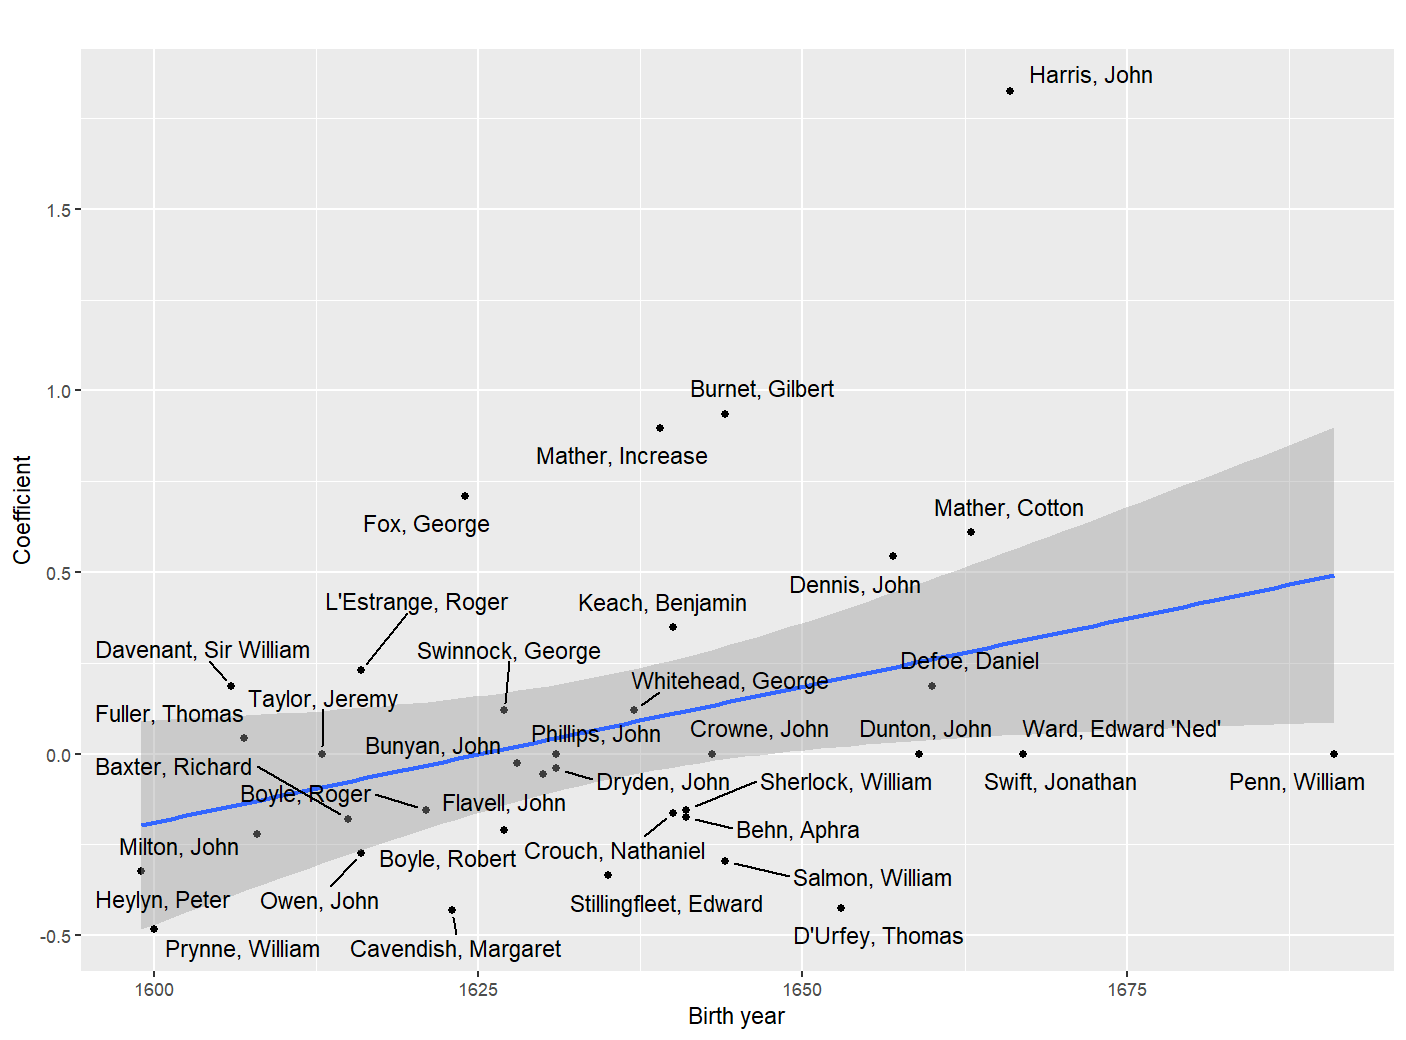 Harris, John
1.5
Burnet, Gilbert
1.0
Mather, Increase
Mather, Cotton
Fox, George
0.5
Dennis, John
L'Estrange, Roger
Keach, Benjamin
Davenant, Sir William
Swinnock, George
Defoe, Daniel
Whitehead, George
Taylor, Jeremy
Fuller, Thomas
Crowne, John
Dunton, John
Ward, Edward 'Ned'
Phillips, John
Bunyan, John
0.0
Baxter, Richard
Dryden, John
Sherlock, William
Swift, Jonathan
Penn, William
Boyle, Roger
Flavell, John
Behn, Aphra
Milton, John
Crouch, Nathaniel
Boyle, Robert
Salmon, William
Heylyn, Peter
Owen, John
Stillingfleet, Edward
-0.5
D'Urfey, Thomas
Prynne, William
Cavendish, Margaret
1600
1625
1650
1675
Birth year
Coefficient